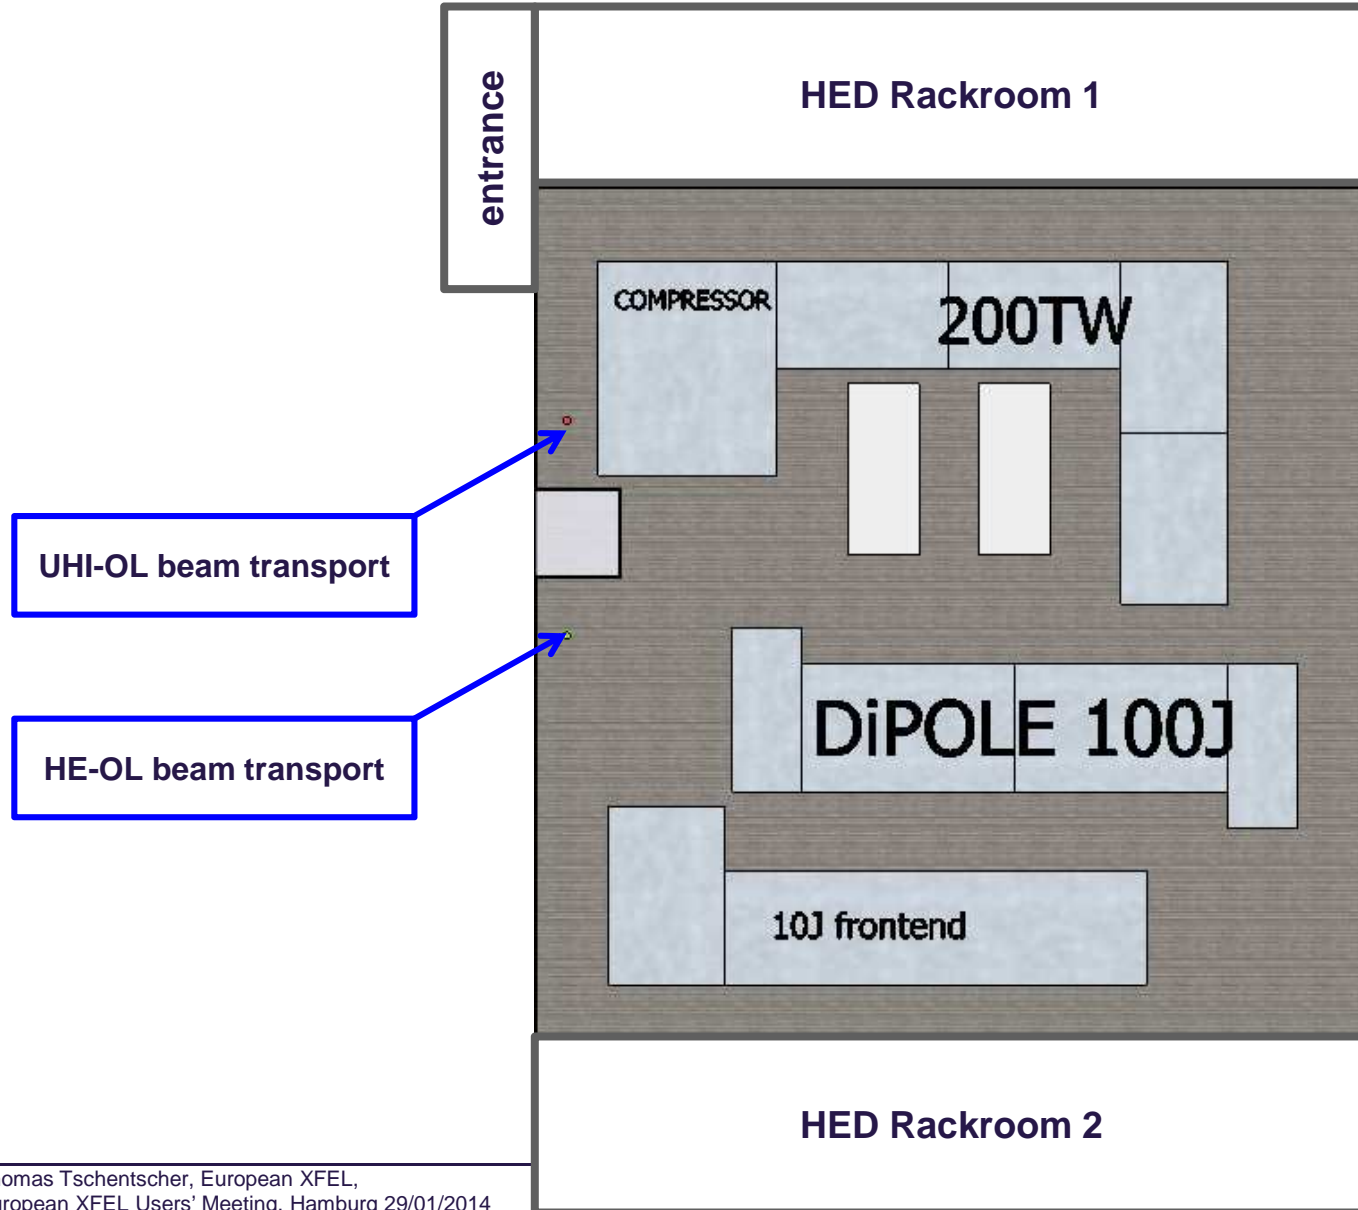 entrance
HED Rackroom 1
COMPRESSOR
200TW
UHI-OL beam transport
HE-OL beam transport
DiPOLE 100J
10J frontend
HED Rackroom 2
omas Tschentscher, European XFEL,
ropean XFEL Users' Meeting, Hamburg 29/01/2014